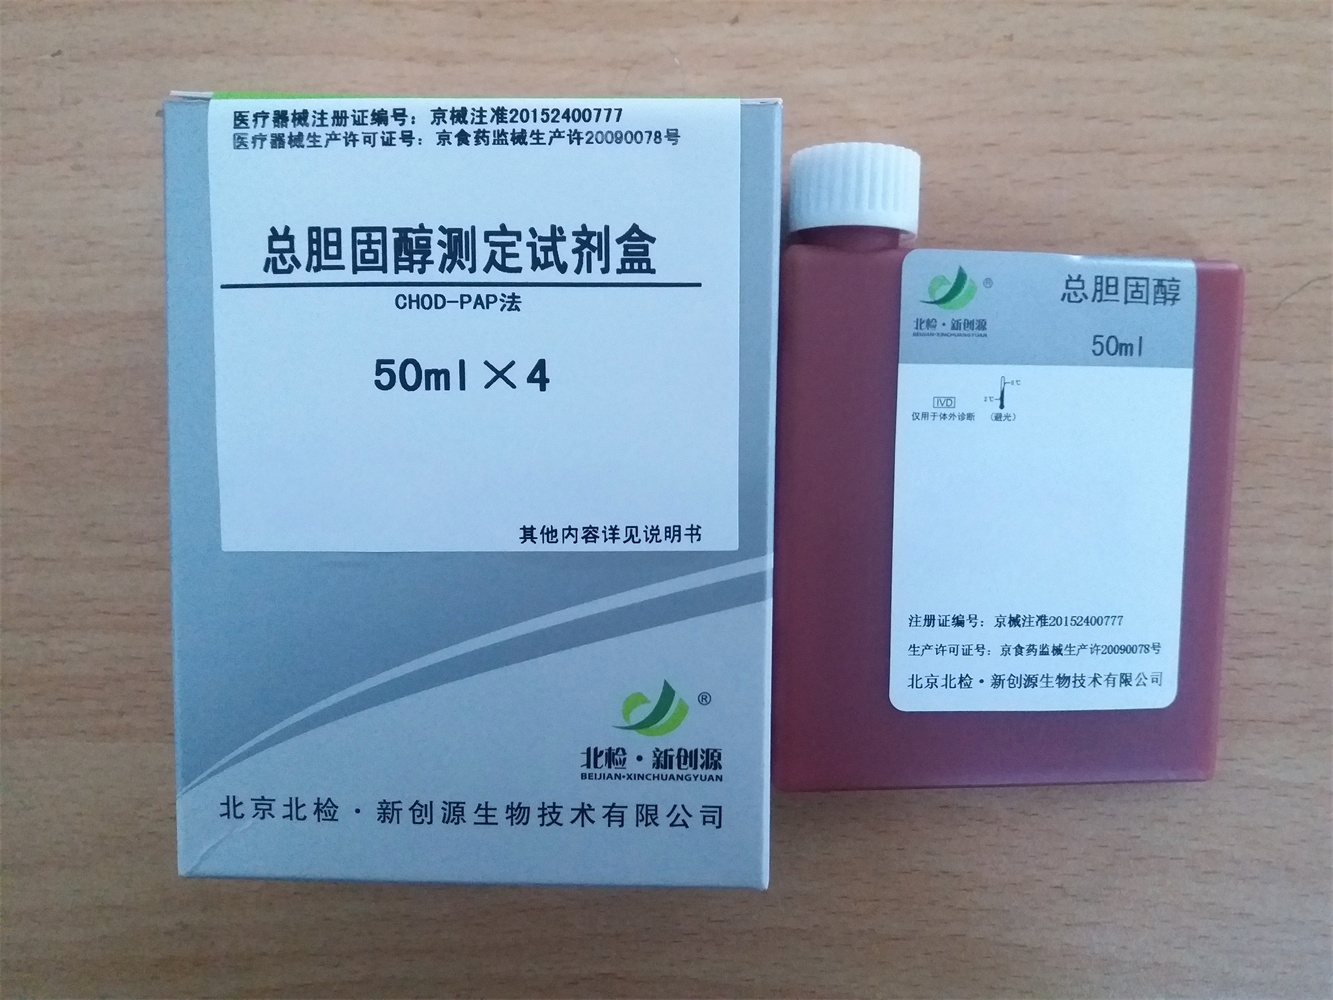 医疗器械注册证编号：京械注准20152400777
医疗器械生产许可证号：京食药监械生产许20090078号
总胆固醇测定试剂盒
CHOD-PAP法
50ml×4
其他内容详见说明书
®
北检·新创源
BEIJIAN·XINCHUANGYUAN
北京北检·新创源生物技术有限公司
®
北检·新创源
BEIJIAN·XINCHUANGYUAN
总胆固醇
50ml
IVD
仅用于体外诊断
8℃
2℃
(避光)
注册证编号：京械注准20152400777
生产许可证号：京食药监械生产许20090078号
北京北检·新创源生物技术有限公司